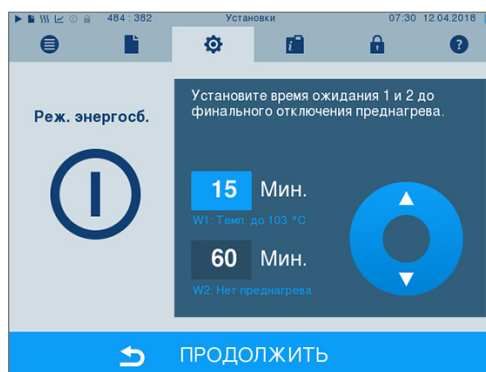 484 : 382 Установки 07:30 12.04.2018
Реж. энергосб.
Установите время ожидания 1 и 2 до
финального отключения преднагрева.
15 Мин.
W1: Темп. до 103 °C
60 Мин.
W2: Нет преднагрева
ПРОДОЛЖИТЬ